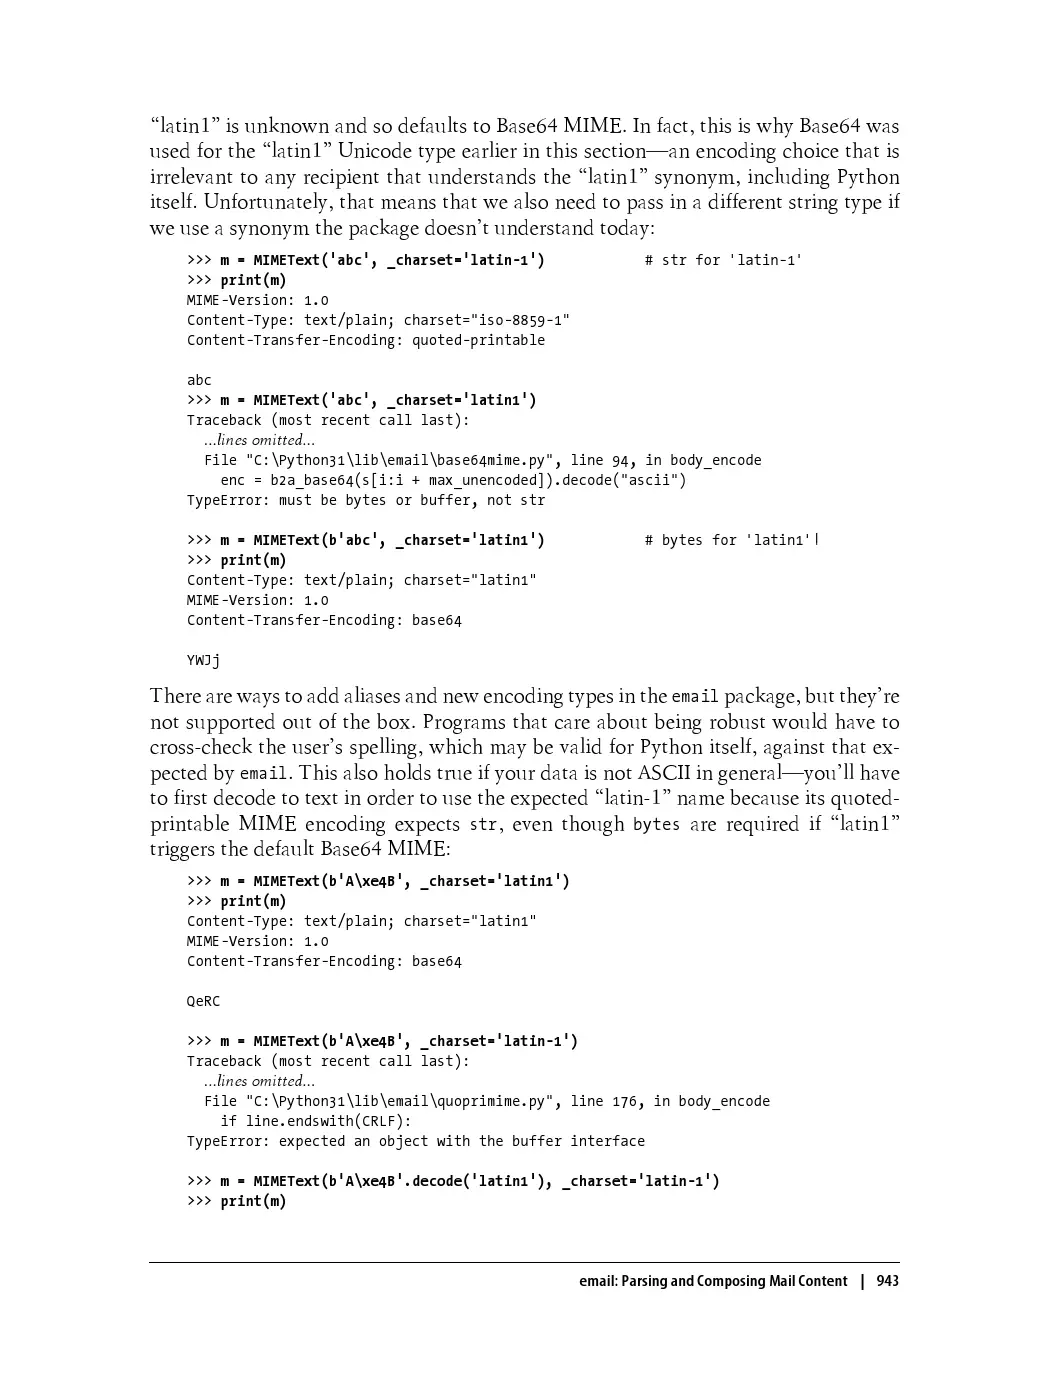 “latin1” is unknown and so defaults to Base64 MIME. In fact, this is why Base64 was
used for the “latin1” Unicode type earlier in this section—an encoding choice that is
irrelevant to any recipient that understands the “latin1” synonym, including Python
itself. Unfortunately, that means that we also need to pass in a different string type if
we use a synonym the package doesn’t understand today:
>>> m = MIMEText('abc', _charset='latin-1')            # str for 'latin-1'
>>> print(m)
MIME-Version: 1.0
Content-Type: text/plain; charset="iso-8859-1"
Content-Transfer-Encoding: quoted-printable
abc
>>> m = MIMEText('abc', _charset='latin1')
Traceback (most recent call last):
  ...lines omitted...
  File "C:\Python31\lib\email\base64mime.py", line 94, in body_encode
    enc = b2a_base64(s[i:i + max_unencoded]).decode("ascii")
TypeError: must be bytes or buffer, not str
>>> m = MIMEText(b'abc', _charset='latin1')            # bytes for 'latin1'|
>>> print(m)
Content-Type: text/plain; charset="latin1"
MIME-Version: 1.0
Content-Transfer-Encoding: base64
YWJj
There are ways to add aliases and new encoding types in the email package, but they’re
not supported out of the box. Programs that care about being robust would have to
cross-check the user’s spelling, which may be valid for Python itself, against that ex-
pected by email. This also holds true if your data is not ASCII in general—you’ll have
to first decode to text in order to use the expected “latin-1” name because its quoted-
printable MIME encoding expects str, even though bytes are required if “latin1”
triggers the default Base64 MIME:
>>> m = MIMEText(b'A\xe4B', _charset='latin1')
>>> print(m)
Content-Type: text/plain; charset="latin1"
MIME-Version: 1.0
Content-Transfer-Encoding: base64
QeRC
>>> m = MIMEText(b'A\xe4B', _charset='latin-1')
Traceback (most recent call last):
  ...lines omitted...
  File "C:\Python31\lib\email\quoprimime.py", line 176, in body_encode
    if line.endswith(CRLF):
TypeError: expected an object with the buffer interface
>>> m = MIMEText(b'A\xe4B'.decode('latin1'), _charset='latin-1')
>>> print(m)
email: Parsing and Composing Mail Content | 943